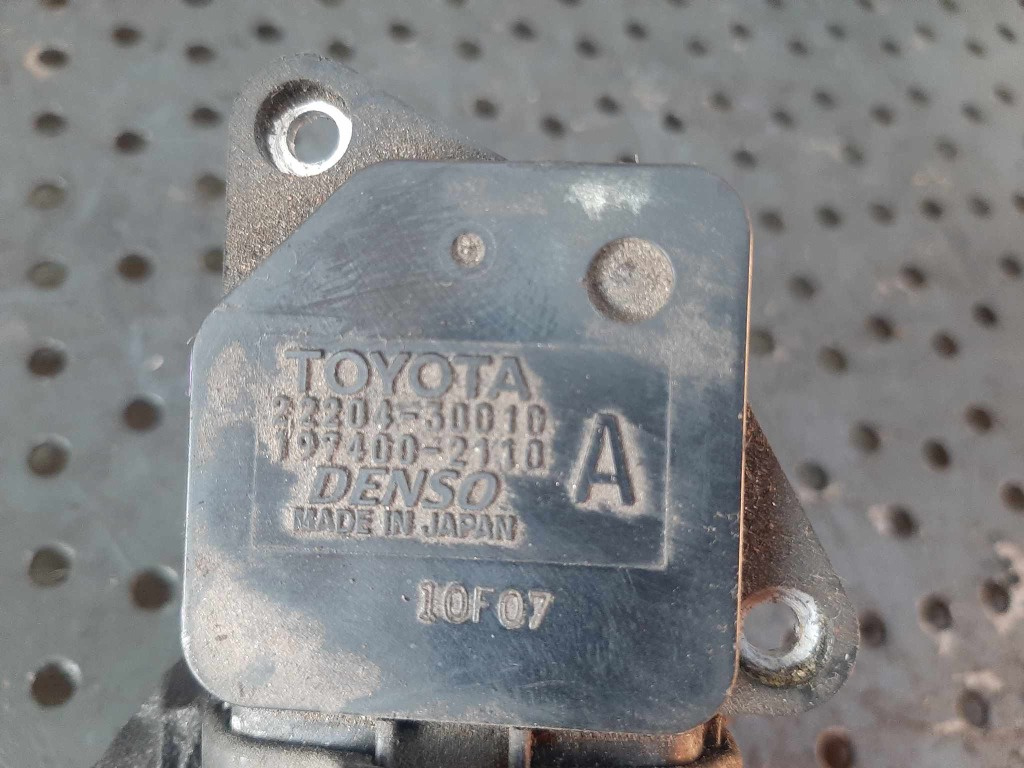 TOYOTA
22204-30010
197400-2110
DENSO
MADE IN JAPAN
A
10F07